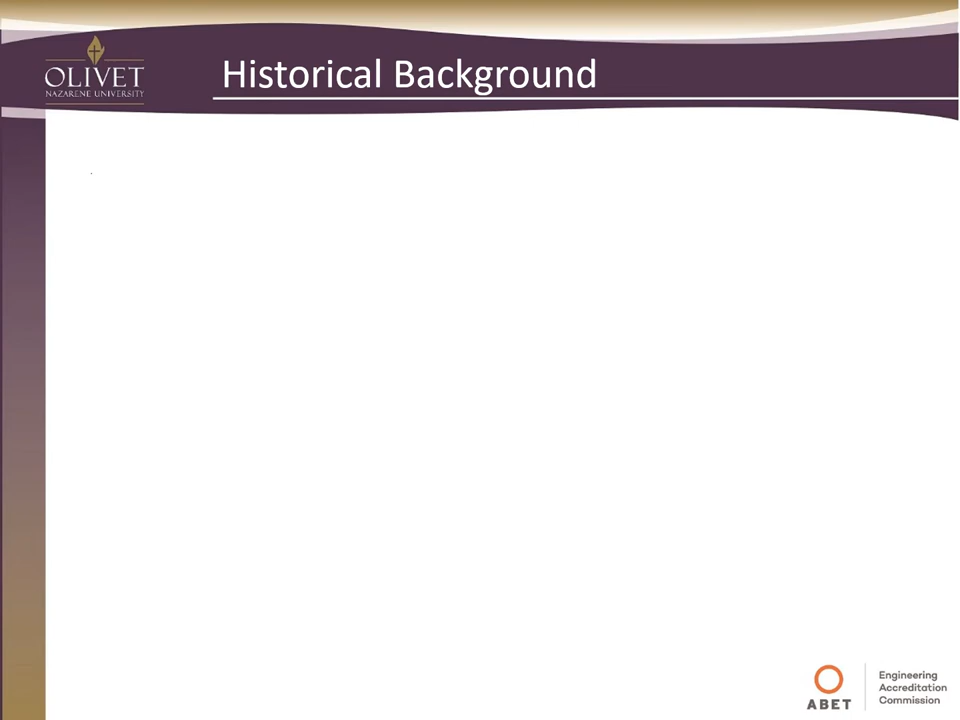 OLIVET
NAZARENE UNIVERSITY
Historical Background
.
ABET
Engineering
Accreditation
Commission